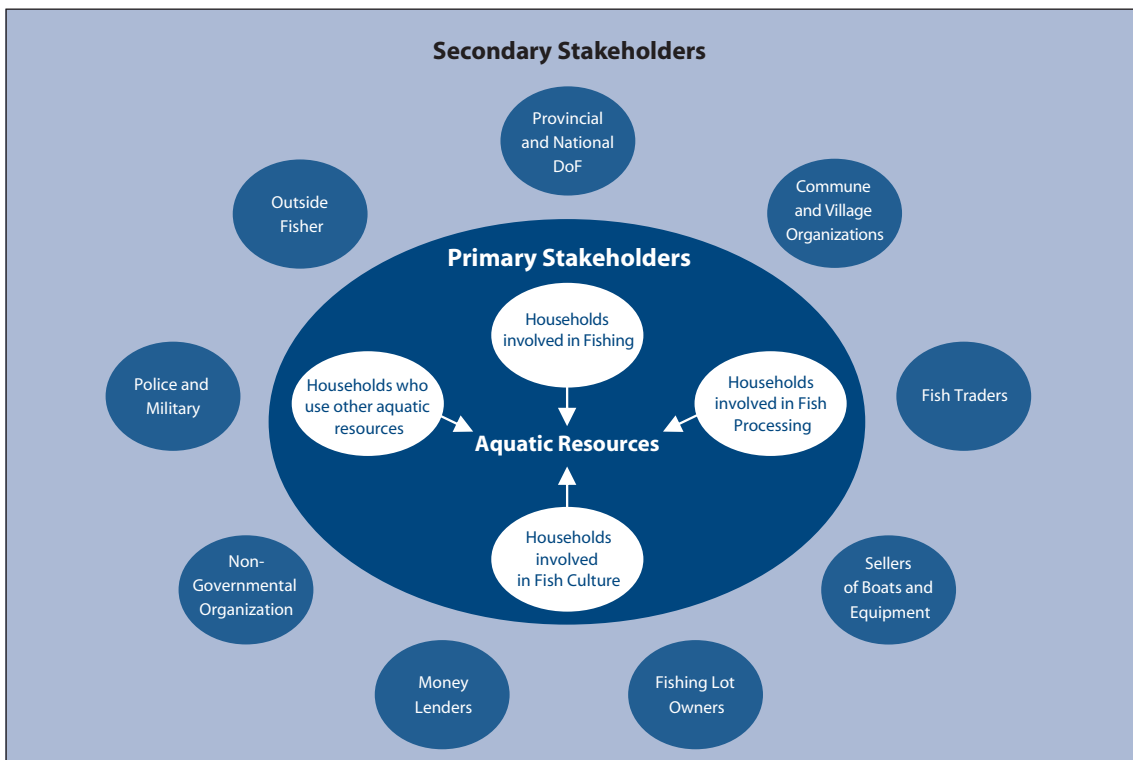 Secondary Stakeholders
Provincial
and National
DoF
Outside
Fisher
Commune
and Village
Organizations
Primary Stakeholders
Households
involved in Fishing
Households who
use other aquatic
resources
Households
involved in Fish
Processing
Police and
Military
Fish Traders
Aquatic Resources
Households
involved
in Fish Culture
Non-
Governmental
Organization
Sellers
of Boats and
Equipment
Money
Lenders
Fishing Lot
Owners